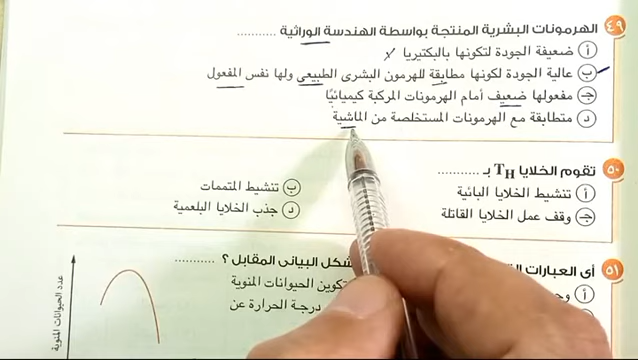 ٤٩ الهرمونات البشرية المنتجة بواسطة الهندسة الوراثية ..........
أ ضعيفة الجودة لتكونها بالبكتيريا
ب عالية الجودة لكونها مطابقة للهرمون البشرى الطبيعى ولها نفس المفعول
ج مفعولها ضعيف أمام الهرمونات المركبة كيميائيًا
د متطابقة مع الهرمونات المستخلصة من الماشية
٥٠ تقوم الخلايا TH بـ ..........
أ تنشيط الخلايا البائية
ب تنشيط المتممات
ج وقف عمل الخلايا القاتلة
د جذب الخلايا البلعمية
٥١ أى العبارات شكل البيانى المقابل ؟ ..........
أ تكوين الحيوانات المنوية
ب درجة الحرارة عن
عدد الحيوانات المنوية